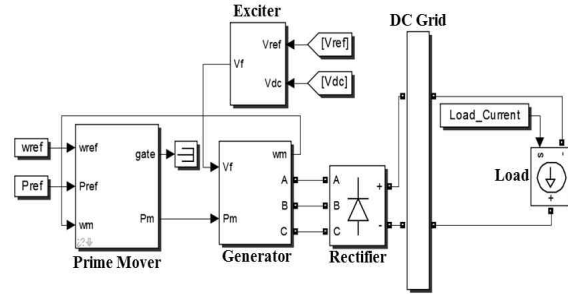 Exciter
DC Grid
Vref
[Vref]
Vf
Vdc
[Vdc]
Load_Current
wref
wref
gate
wm
s
-
Load
Vf
Pref
Pref
A
A
+
+
B
B
wm
Pm
Pm
C
C
-
Prime Mover
Generator
Rectifier